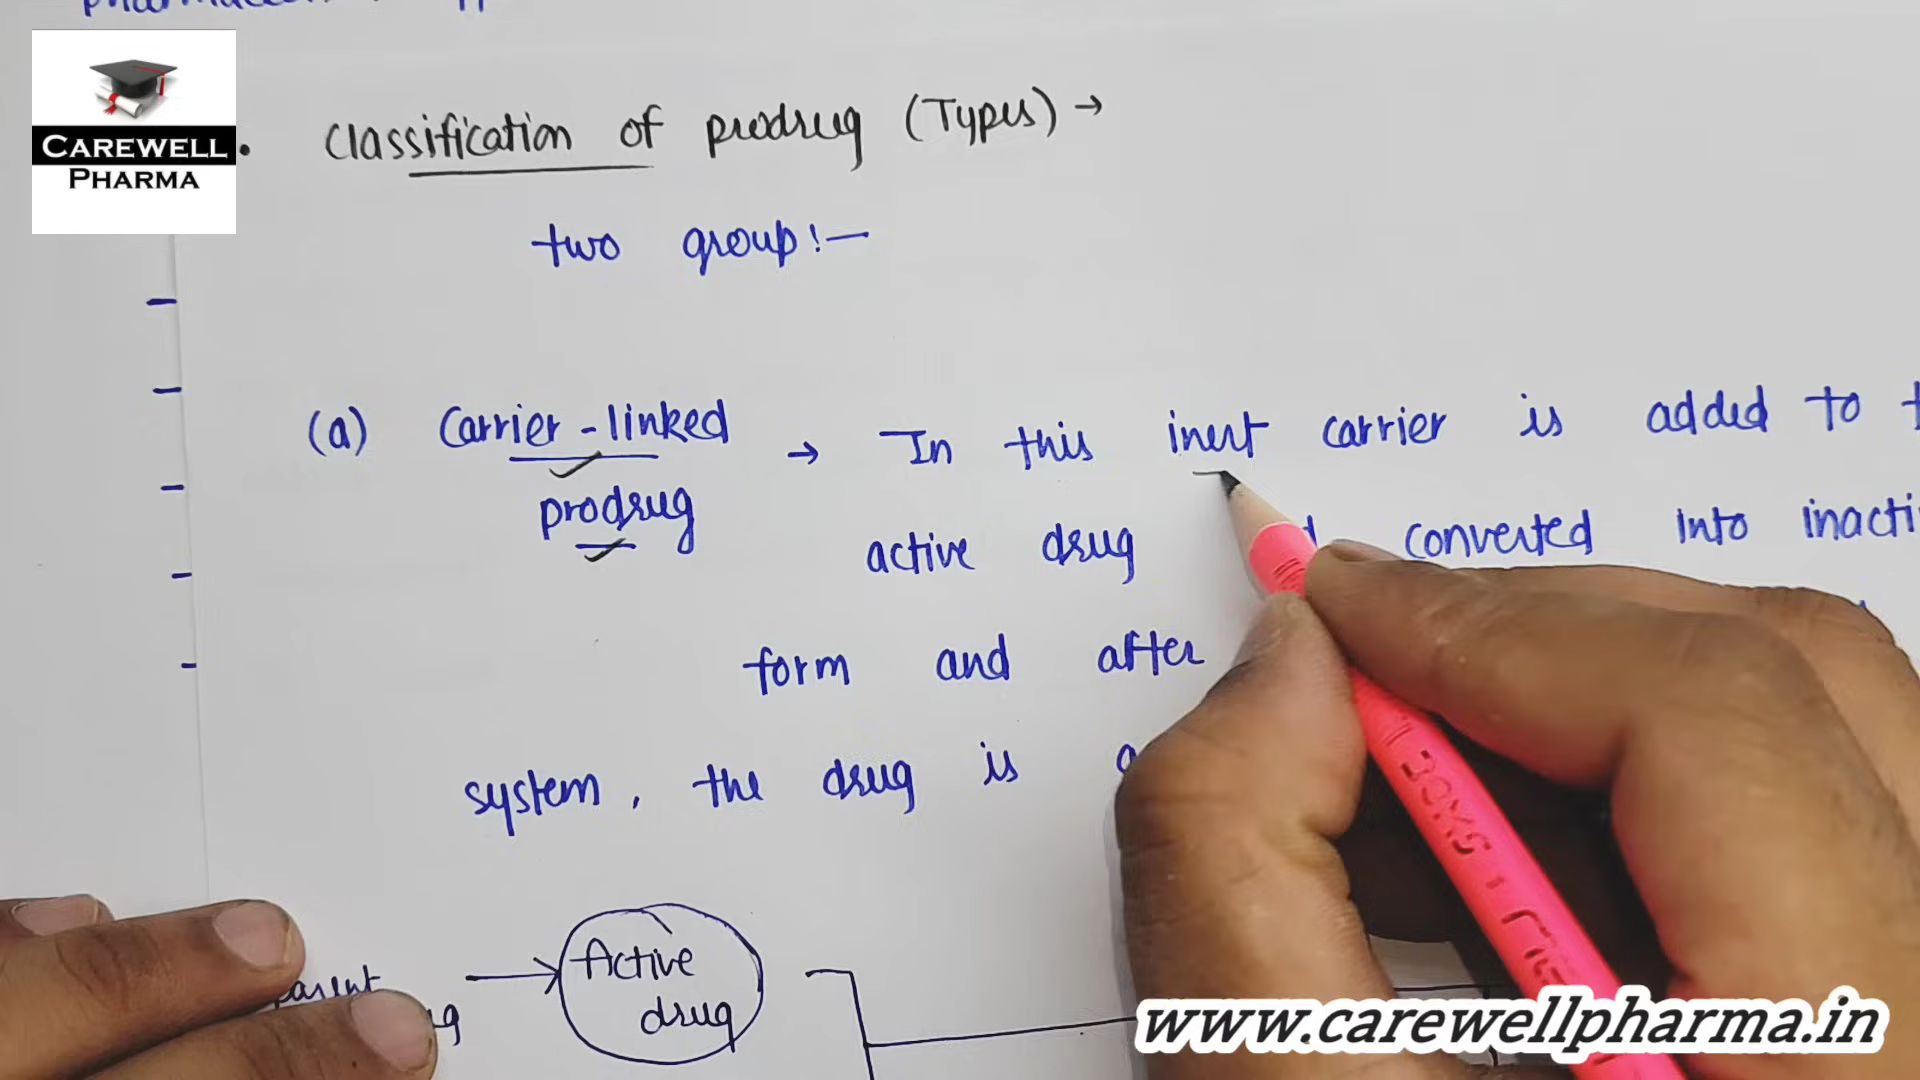 CAREWELL
PHARMA
. Classification of prodrug (Types) →
two group:—
(a) Carrier-linked → In this inert carrier is added to
prodrug
active drug converted into
form and after
system, the drug is
parent
Active
drug
www.carewellpharma.in